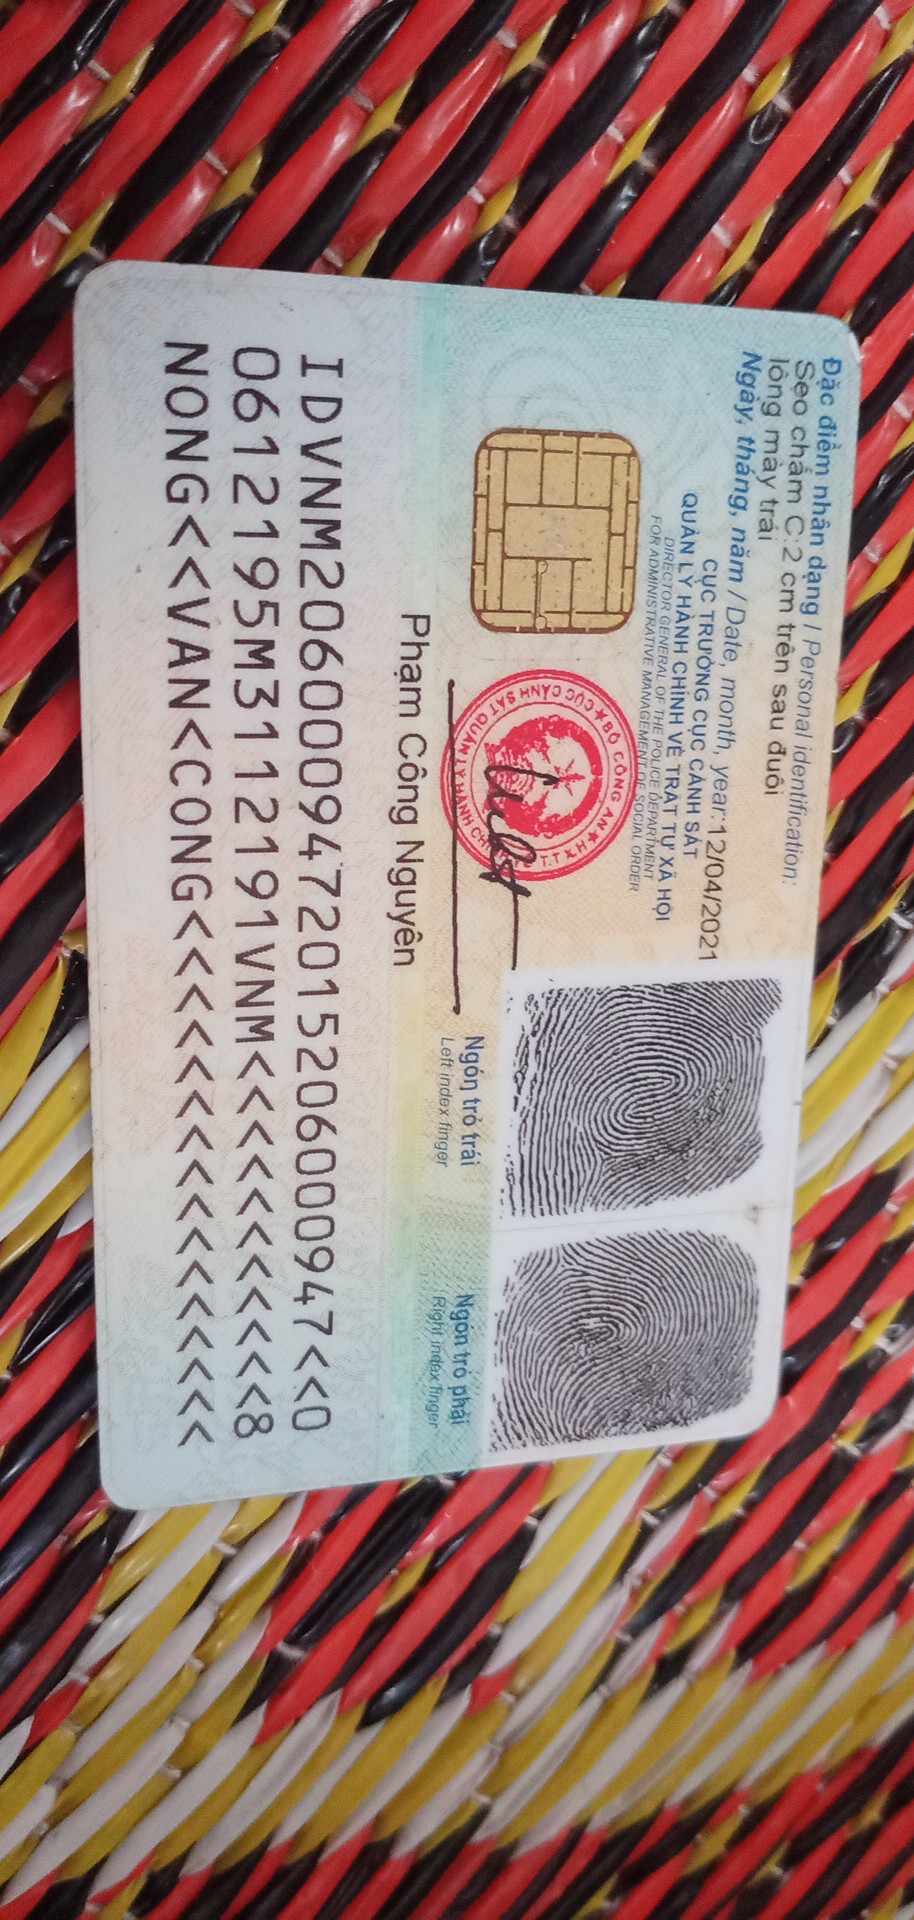 Đặc điểm nhân dạng / Personal identification:
Sẹo chấm C:2 cm trên sau đuôi
lông mày trái
Ngày, tháng, năm / Date, month, year: 12/04/2021
CỤC TRƯỞNG CỤC CẢNH SÁT
QUẢN LÝ HÀNH CHÍNH VỀ TRẬT TỰ XÃ HỘI
DIRECTOR GENERAL OF THE POLICE DEPARTMENT
FOR ADMINISTRATIVE MANAGEMENT OF SOCIAL ORDER
Phạm Công Nguyên
Ngón trỏ trái
Left index finger
Ngón trỏ phải
Right index finger
IDVNM2060009472015206000947<<0
0612195M3112191VNM<<<<<<<<<<<8
NONG<<VAN<CONG<<<<<<<<<<<<<<<<